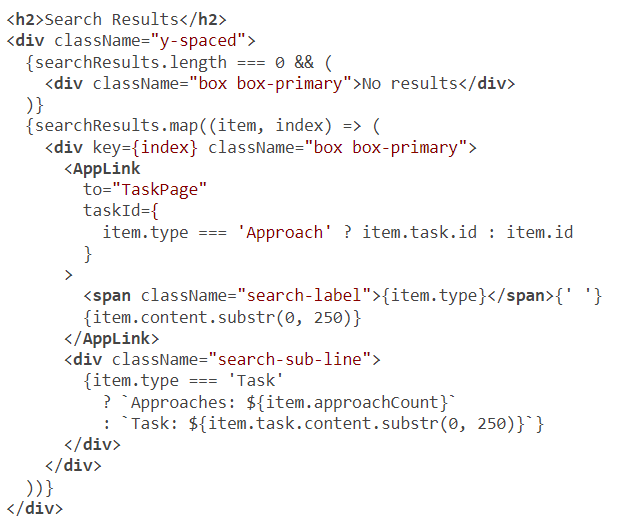 <h2>Search Results</h2>
<div className="y-spaced">
  {searchResults.length === 0 && (
    <div className="box box-primary">No results</div>
  )}
  {searchResults.map((item, index) => (
    <div key={index} className="box box-primary">
      <AppLink
        to="TaskPage"
        taskId={
          item.type === 'Approach' ? item.task.id : item.id
        }
      >
        <span className="search-label">{item.type}</span>{' '}
        {item.content.substr(0, 250)}
      </AppLink>
      <div className="search-sub-line">
        {item.type === 'Task'
          ? `Approaches: ${item.approachCount}`
          : `Task: ${item.task.content.substr(0, 250)}`}
      </div>
    </div>
  ))}
</div>